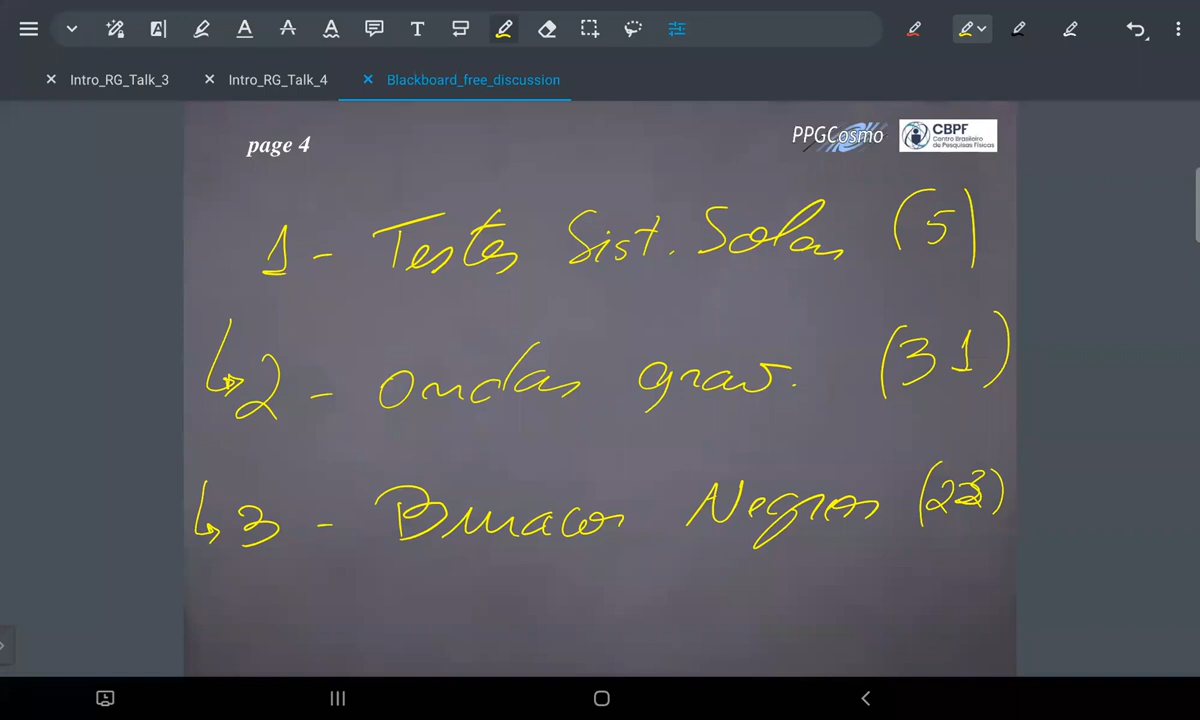 Intro_RG_Talk_3 Intro_RG_Talk_4 Blackboard_free_discussion
page 4
PPGCosmo
CBPF
Centro Brasileiro
de Pesquisas Físicas
1 - Testes Sist. Solar (5)
↳ 2 - Ondas grav. (31)
↳ 3 - Buracos Negros